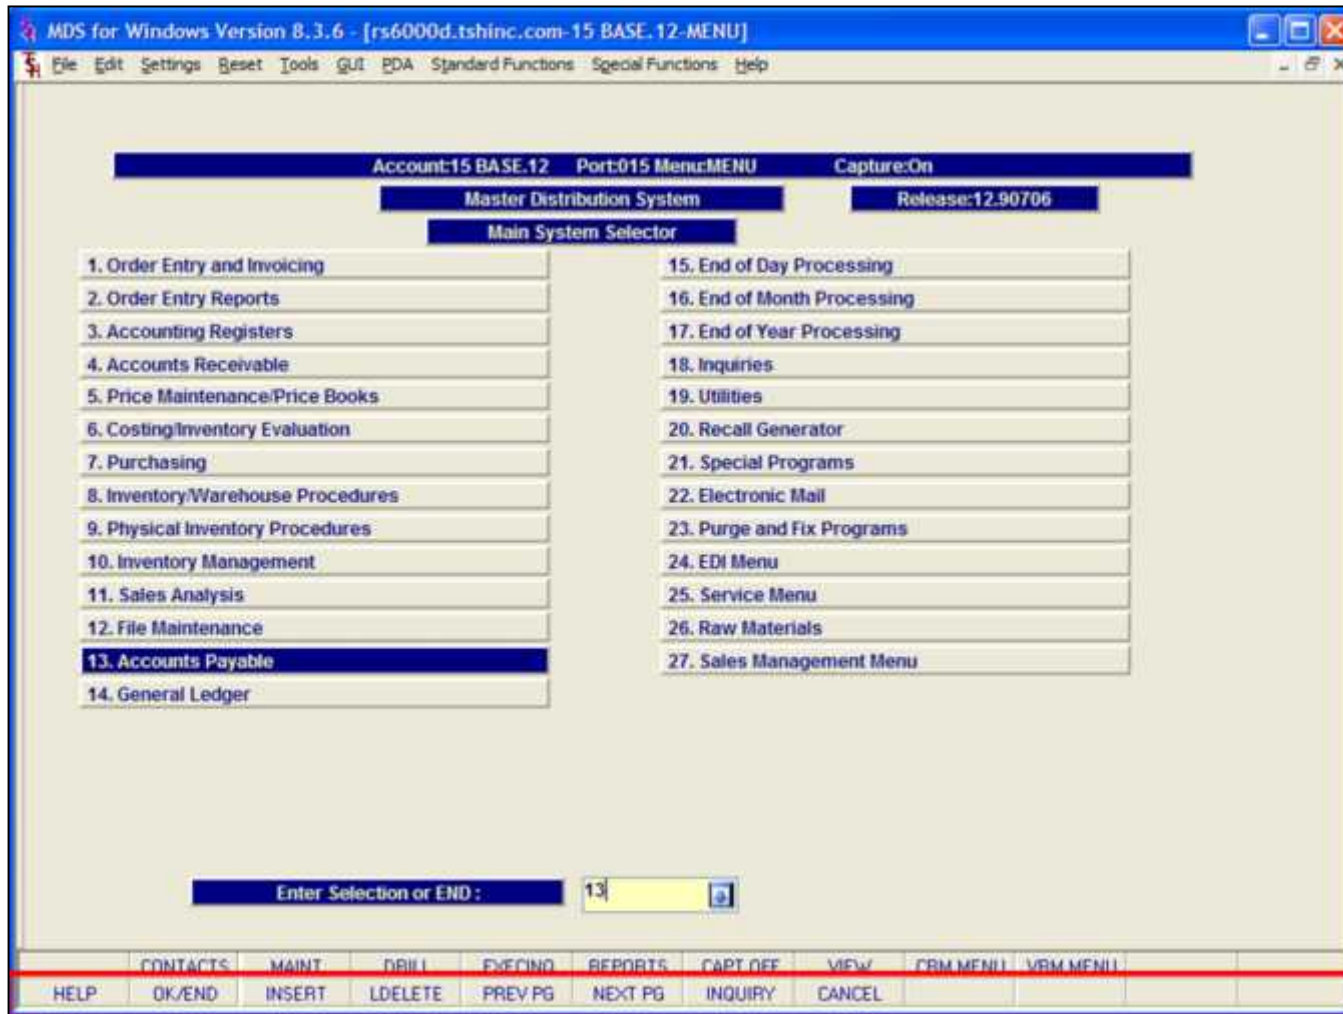 MDS for Windows Version 8.3.6 - [rs6000d.tshinc.com-15 BASE.12-MENU]
File Edit Settings Reset Tools GUI PDA Standard Functions Special Functions Help
Account:15 BASE.12 Port:015 Menu:MENU Capture:On
Master Distribution System Release:12.90706
Main System Selector
1. Order Entry and Invoicing 15. End of Day Processing
2. Order Entry Reports 16. End of Month Processing
3. Accounting Registers 17. End of Year Processing
4. Accounts Receivable 18. Inquiries
5. Price Maintenance/Price Books 19. Utilities
6. Costing/Inventory Evaluation 20. Recall Generator
7. Purchasing 21. Special Programs
8. Inventory/Warehouse Procedures 22. Electronic Mail
9. Physical Inventory Procedures 23. Purge and Fix Programs
10. Inventory Management 24. EDI Menu
11. Sales Analysis 25. Service Menu
12. File Maintenance 26. Raw Materials
13. Accounts Payable 27. Sales Management Menu
14. General Ledger
Enter Selection or END : 13
CONTACTS MAINT DRILL EXECINQ REPORTS CAPT OFF VIEW CRM MENU VRM MENU
HELP OK/END INSERT LDELETE PREV PG NEXT PG INQUIRY CANCEL